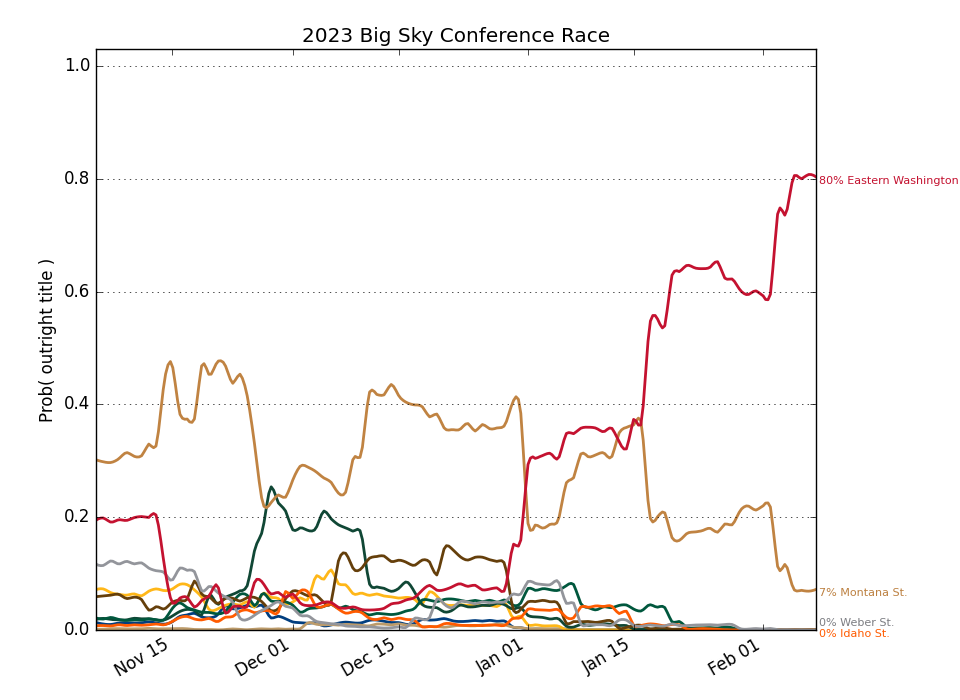 2023 Big Sky Conference Race
1.0
0.8
0.6
0.4
0.2
0.0
Prob( outright title )
80% Eastern Washington
7% Montana St.
0% Weber St.
0% Idaho St.
Nov 15
Dec 01
Dec 15
Jan 01
Jan 15
Feb 01